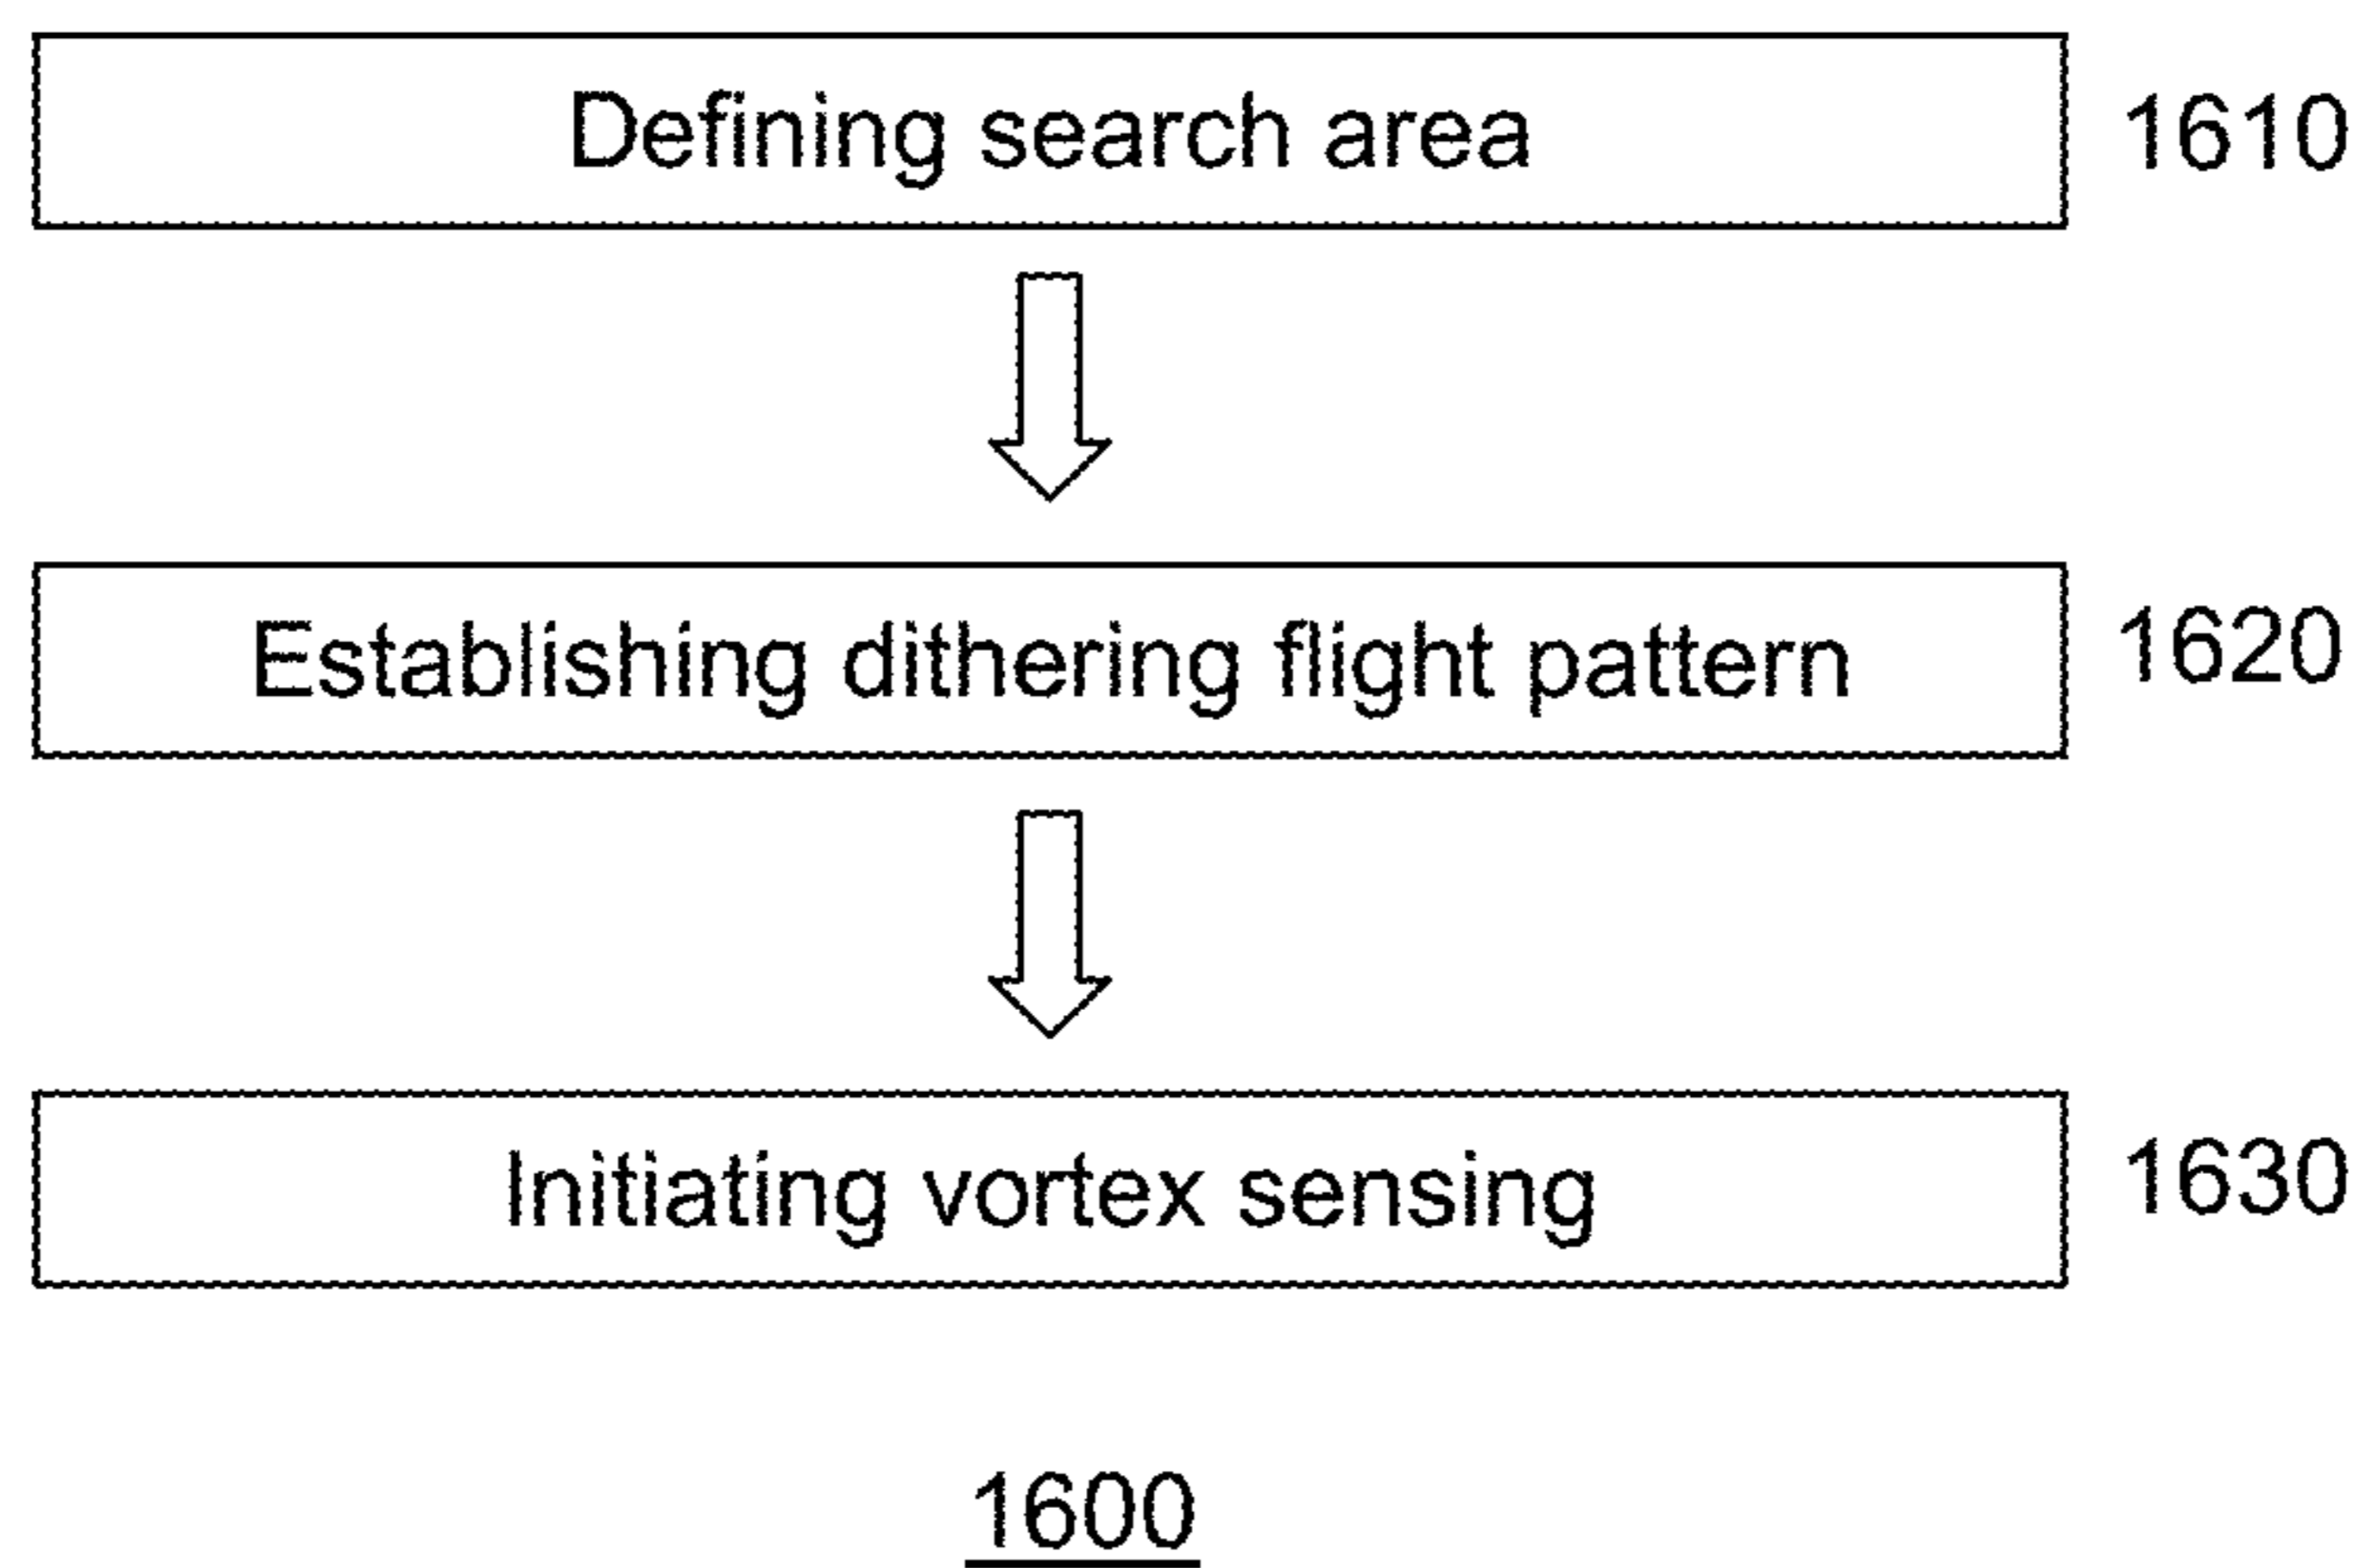 Defining search area 1610
Establishing dithering flight pattern 1620
Initiating vortex sensing 1630
1600